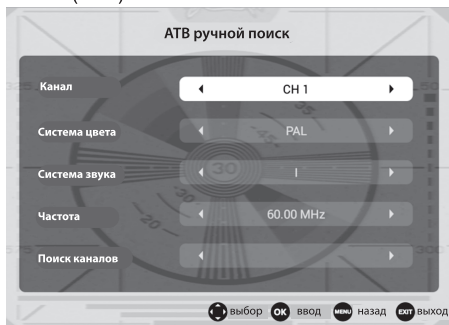 АТВ ручной поиск
Канал CH 1
Система цвета PAL
Система звука I
Частота 60.00 MHz
Поиск каналов
выбор OK ввод MENU назад EXIT выход